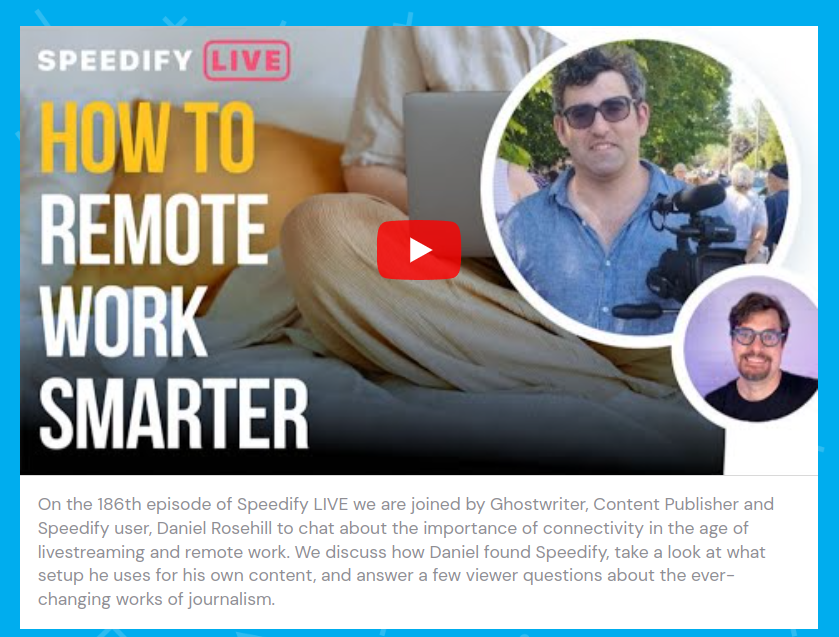 SPEEDIFY LIVE
HOW TO
REMOTE
WORK
SMARTER
On the 186th episode of Speedify LIVE we are joined by Ghostwriter, Content Publisher and
Speedify user, Daniel Rosehill to chat about the importance of connectivity in the age of
livestreaming and remote work. We discuss how Daniel found Speedify, take a look at what
setup he uses for his own content, and answer a few viewer questions about the ever-
changing works of journalism.